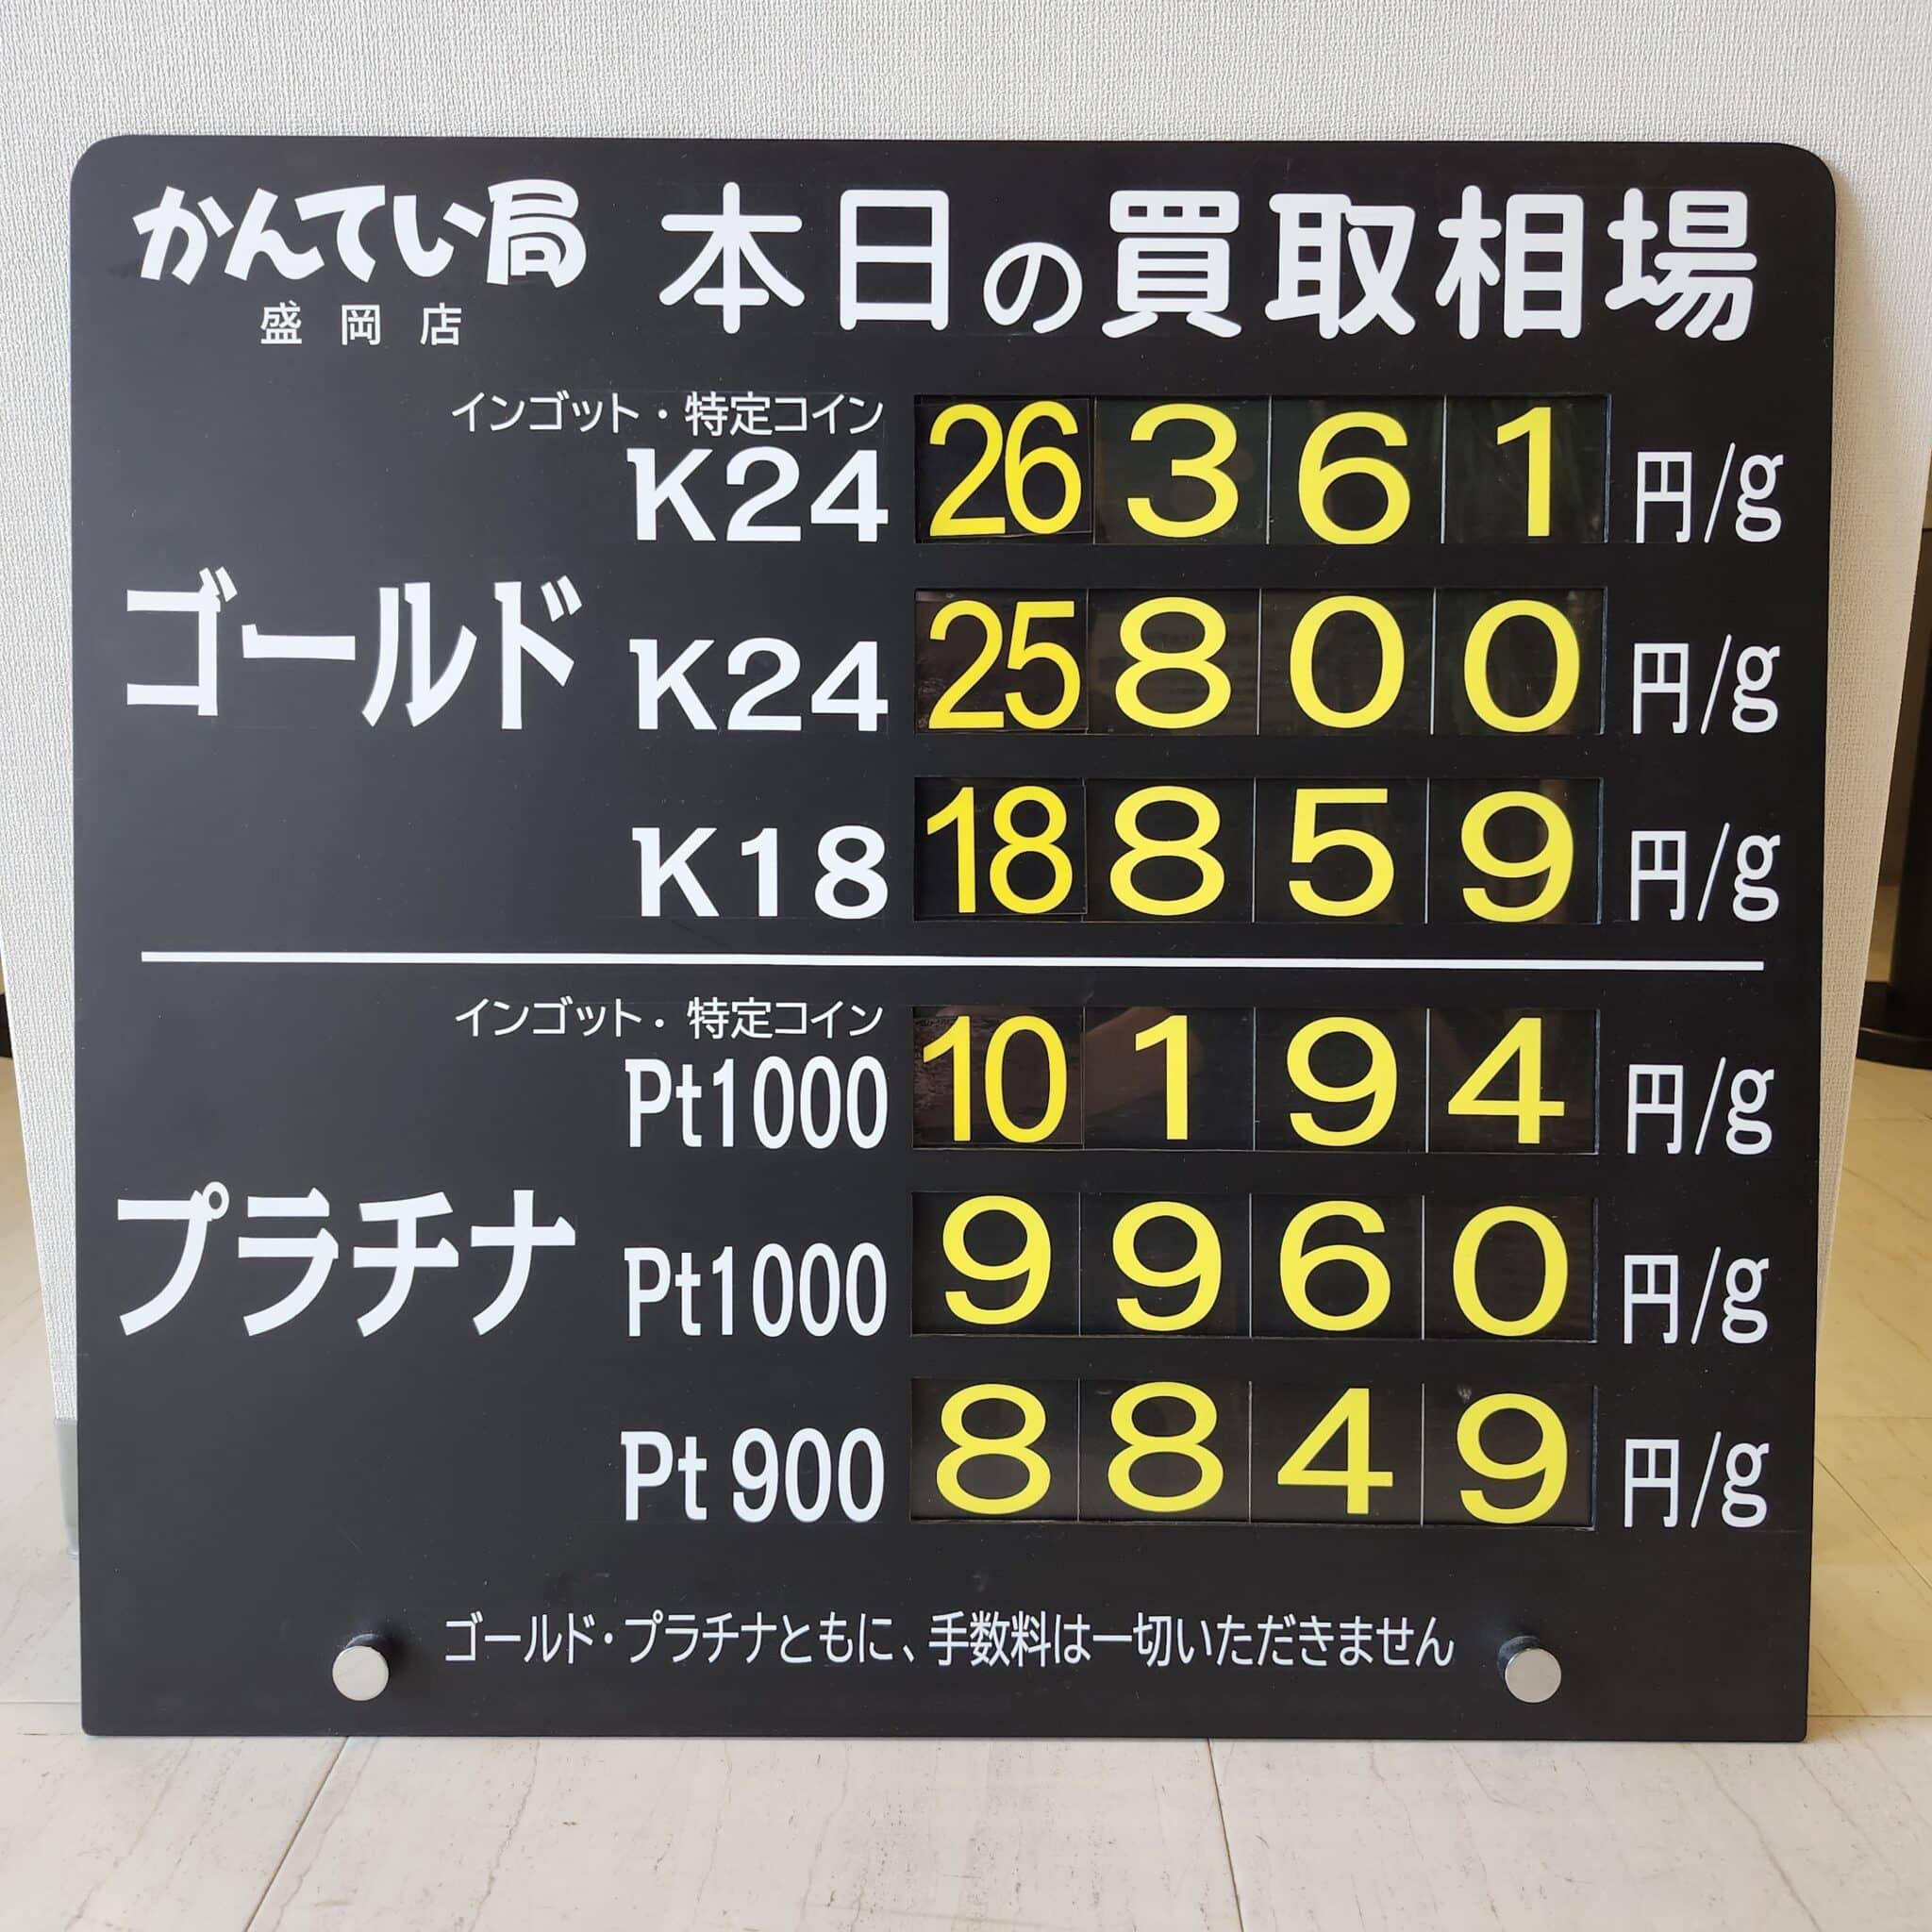 かんてい局 本日の買取相場
盛岡店
インゴット・特定コイン
K24 26361 円/g
ゴールド K24 25800 円/g
K18 18859 円/g
インゴット・特定コイン
Pt1000 10194 円/g
プラチナ Pt1000 9960 円/g
Pt900 8849 円/g
ゴールド・プラチナともに、手数料は一切いただきません